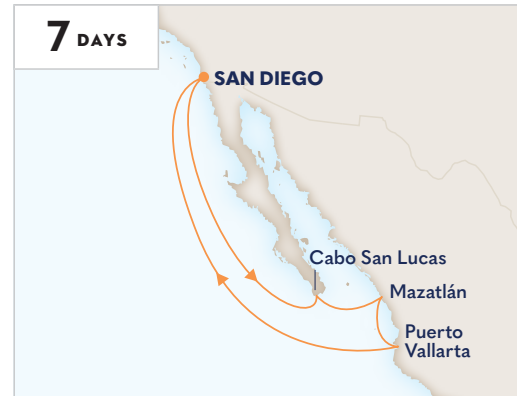 7 DAYS
SAN DIEGO
Cabo San Lucas
Mazatlán
Puerto
Vallarta